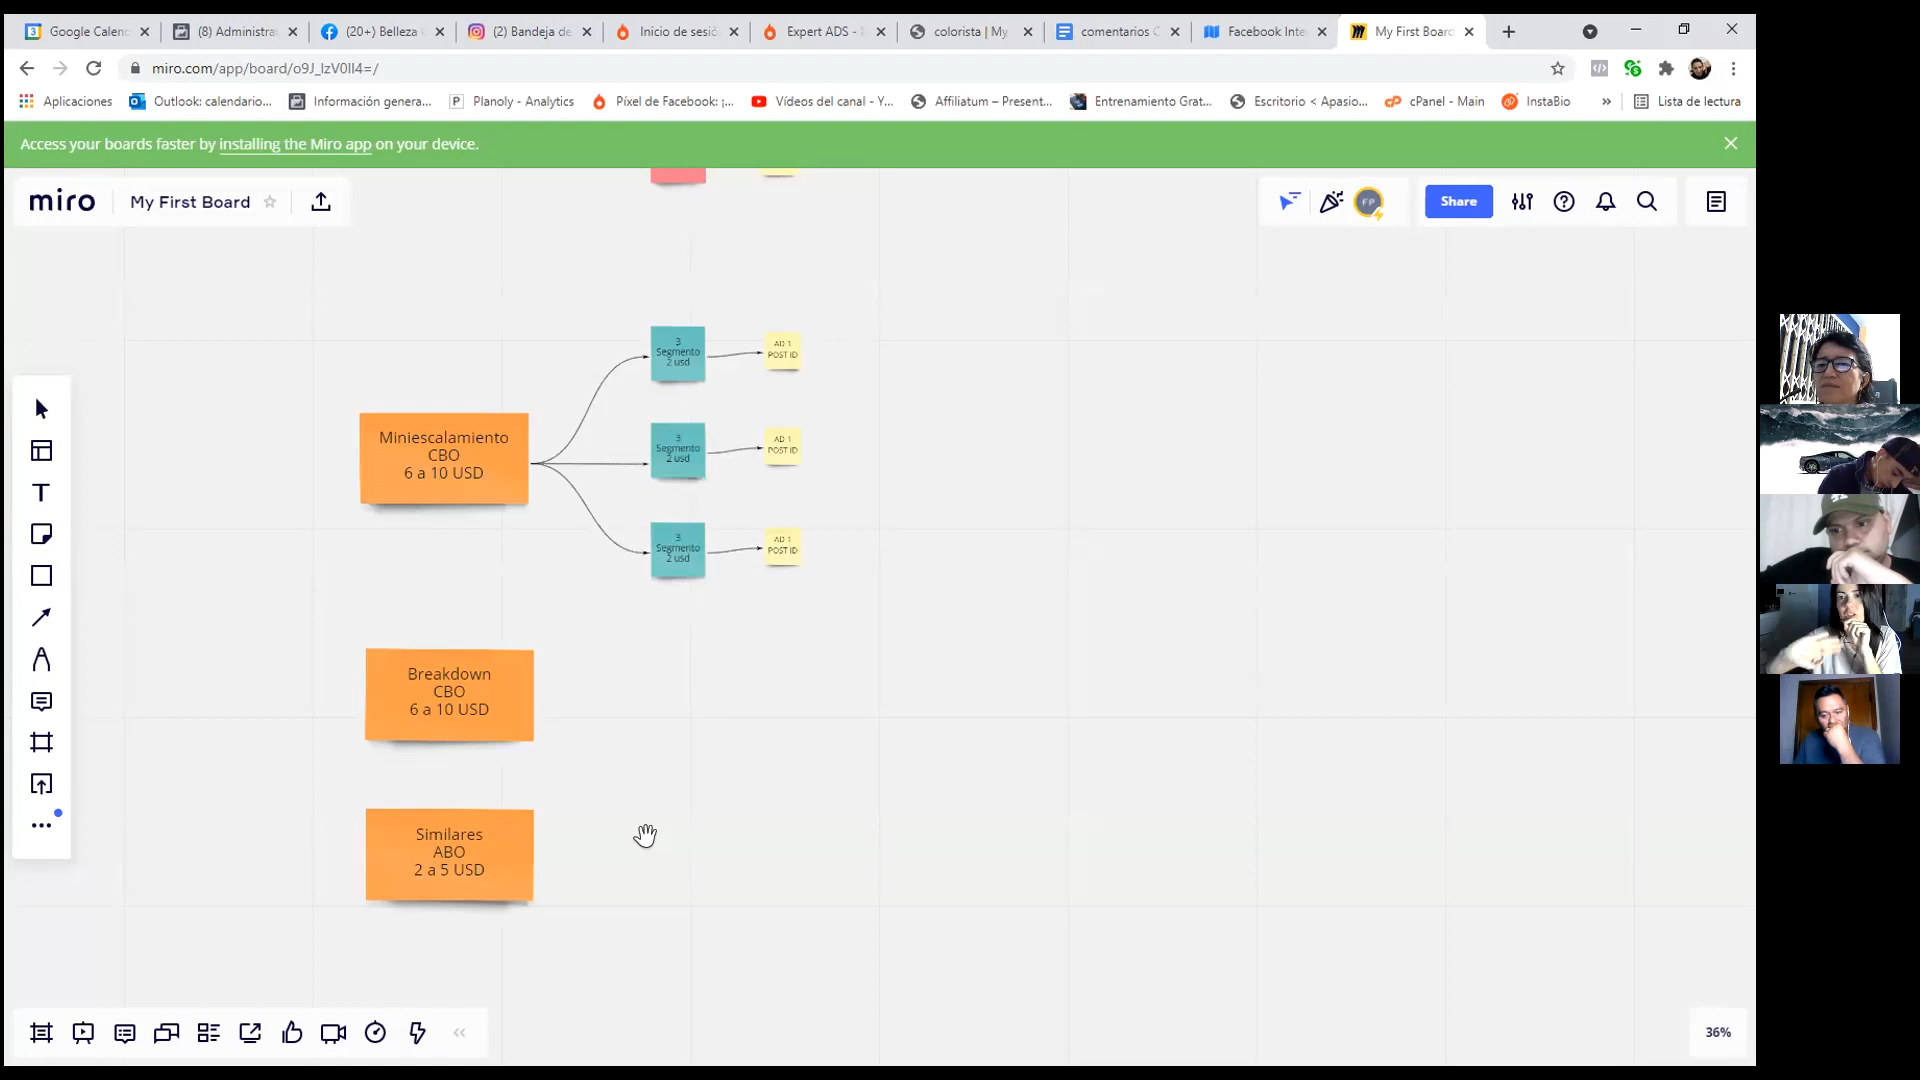 Google Calen
(8) Administra
(20+) Belleza
(2) Bandeja de
Inicio de sesió
Expert ADS -
colorista | My
comentarios C
Facebook Inte
My First Board
miro.com/app/board/o9J_lzV0lI4=/
Aplicaciones
Outlook: calendario...
Información genera...
Planoly - Analytics
Píxel de Facebook: ¡...
Vídeos del canal - Y...
Affiliatum – Present...
Entrenamiento Grat...
Escritorio < Apasio...
cPanel - Main
InstaBio
»
Lista de lectura
Access your boards faster by installing the Miro app on your device.
miro
My First Board
FP
Share
3
Segmento
2 usd
AD 1
POST ID
Miniescalamiento
CBO
6 a 10 USD
3
Segmento
2 usd
AD 1
POST ID
3
Segmento
2 usd
AD 1
POST ID
Breakdown
CBO
6 a 10 USD
Similares
ABO
2 a 5 USD
36%